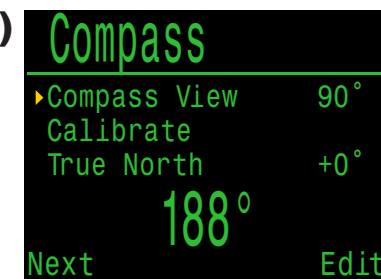 )
Compass
Compass View 90°
Calibrate
True North +0°
188°
Next Edit